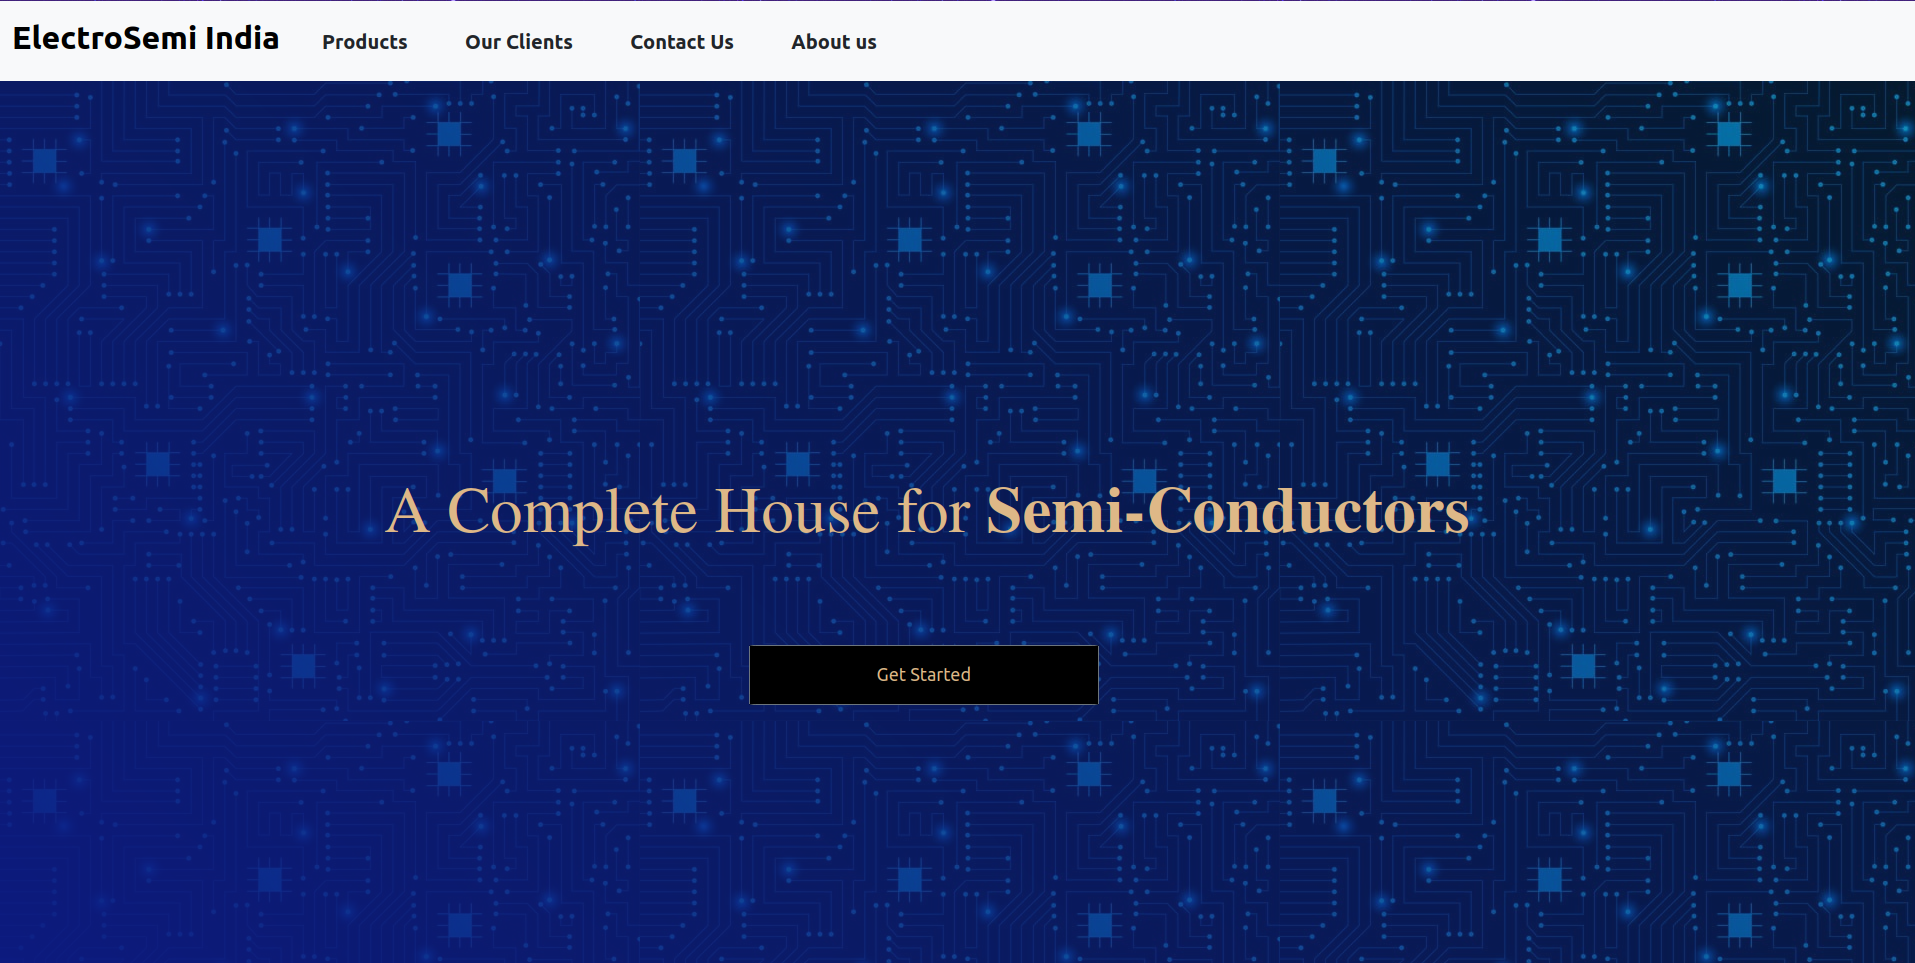 ElectroSemi India Products Our Clients Contact Us About us
A Complete House for Semi-Conductors
Get Started